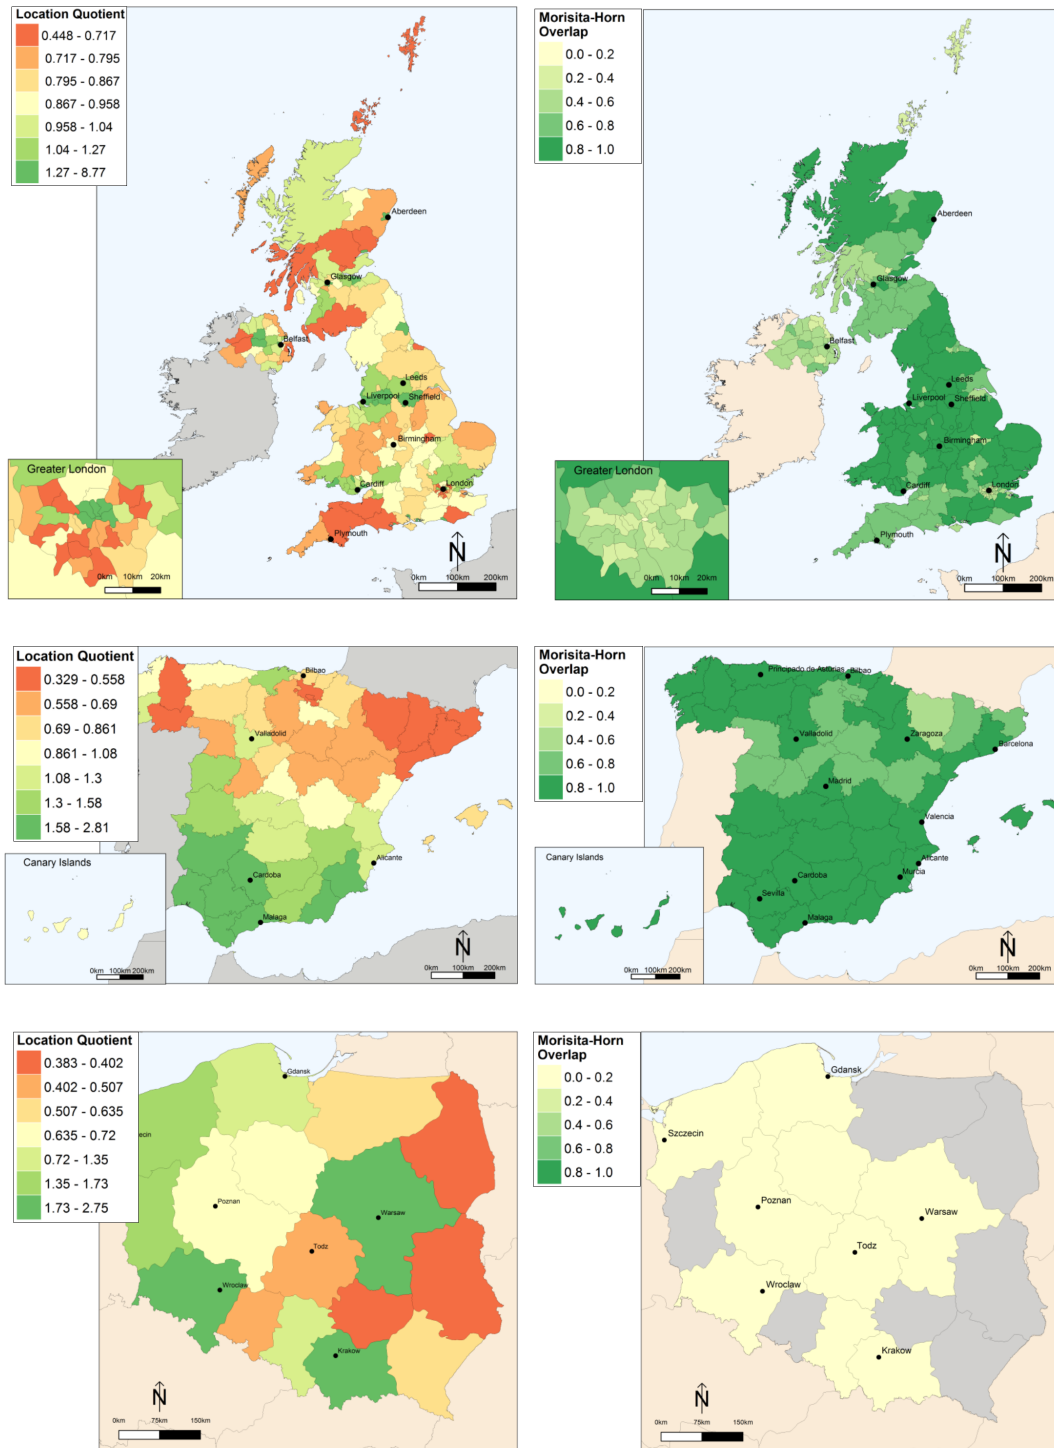 Location Quotient
0.448 - 0.717
0.717 - 0.795
0.795 - 0.867
0.867 - 0.958
0.958 - 1.04
1.04 - 1.27
1.27 - 8.77
Aberdeen
Glasgow
Belfast
Leeds
Liverpool
Sheffield
Birmingham
Cardiff
London
Plymouth
N
0km 100km 200km
Greater London
0km 10km 20km
Morisita-Horn
Overlap
0.0 - 0.2
0.2 - 0.4
0.4 - 0.6
0.6 - 0.8
0.8 - 1.0
Aberdeen
Glasgow
Belfast
Leeds
Liverpool
Sheffield
Birmingham
Cardiff
London
Plymouth
N
0km 100km 200km
Greater London
0km 10km 20km
Location Quotient
0.329 - 0.558
0.558 - 0.69
0.69 - 0.861
0.861 - 1.08
1.08 - 1.3
1.3 - 1.58
1.58 - 2.81
Bilbao
Valladolid
Alicante
Cardoba
Malaga
N
0km 100km 200km
Canary Islands
0km 100km 200km
Morisita-Horn
Overlap
0.0 - 0.2
0.2 - 0.4
0.4 - 0.6
0.6 - 0.8
0.8 - 1.0
Principado de Asturias
Bilbao
Valladolid
Zaragoza
Barcelona
Madrid
Valencia
Alicante
Murcia
Cardoba
Sevilla
Malaga
N
0km 100km 200km
Canary Islands
0km 100km 200km
Location Quotient
0.383 - 0.402
0.402 - 0.507
0.507 - 0.635
0.635 - 0.72
0.72 - 1.35
1.35 - 1.73
1.73 - 2.75
Gdansk
ecin
Poznan
Warsaw
Todz
Wroclaw
Krakow
N
0km 75km 150km
Morisita-Horn
Overlap
0.0 - 0.2
0.2 - 0.4
0.4 - 0.6
0.6 - 0.8
0.8 - 1.0
Gdansk
Szczecin
Poznan
Warsaw
Todz
Wroclaw
Krakow
N
0km 75km 150km